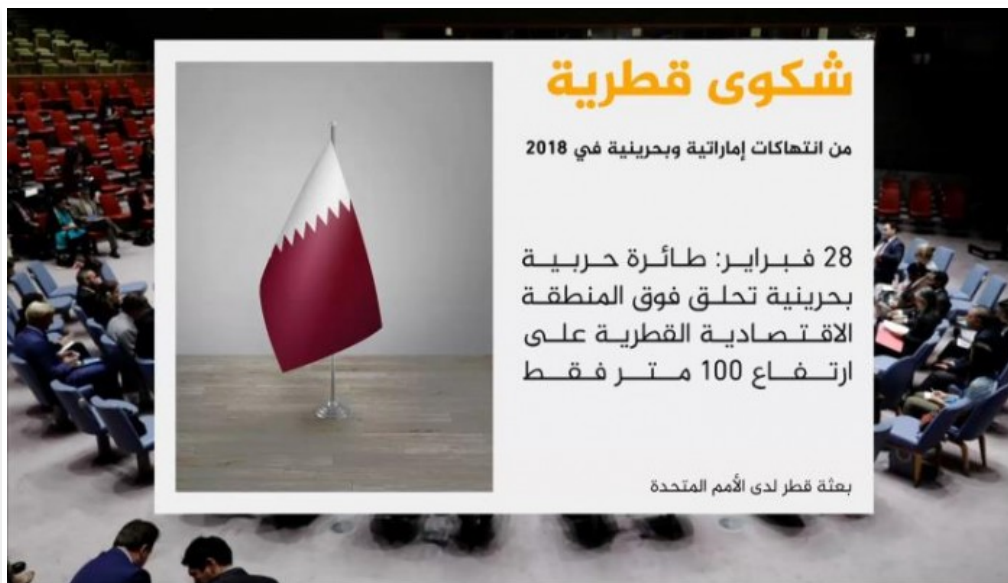 شكوى قطرية
من انتهاكات إماراتية وبحرينية في 2018
28 فبراير: طائرة حربية
بحرينية تحلق فوق المنطقة
الاقتصادية القطرية على
ارتفاع 100 متر فقط
بعثة قطر لدى الأمم المتحدة